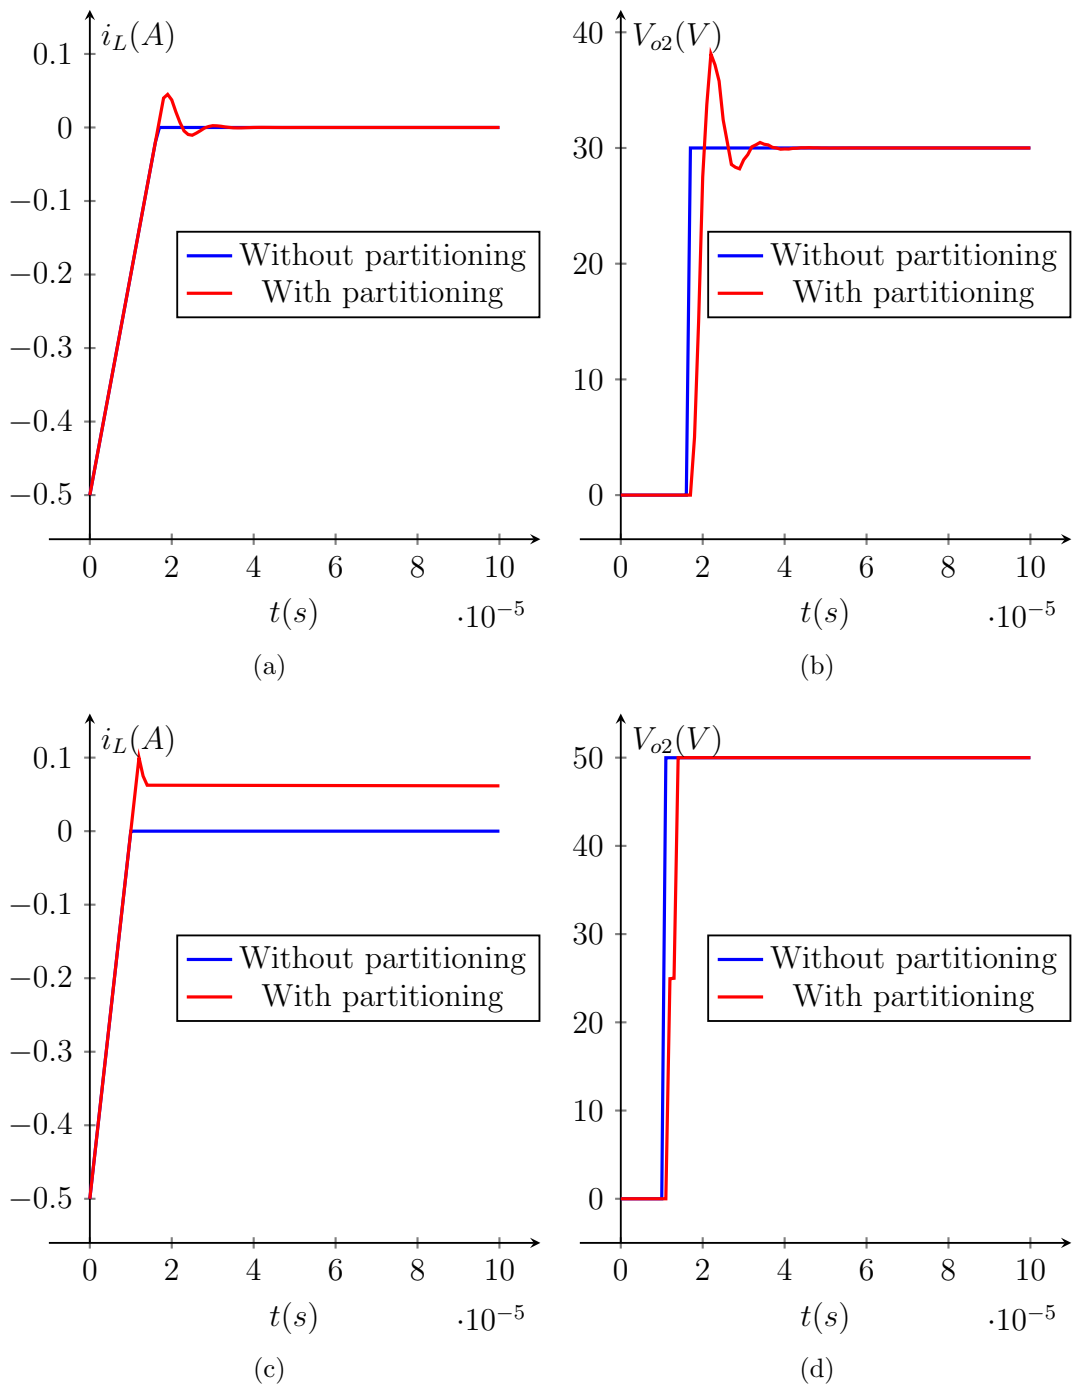 i_L(A)
0.1
0
−0.1
−0.2
−0.3
−0.4
−0.5
Without partitioning
With partitioning
0 2 4 6 8 10
t(s)
·10⁻⁵
(a)
V_{o2}(V)
40
30
20
10
0
Without partitioning
With partitioning
0 2 4 6 8 10
t(s)
·10⁻⁵
(b)
i_L(A)
0.1
0
−0.1
−0.2
−0.3
−0.4
−0.5
Without partitioning
With partitioning
0 2 4 6 8 10
t(s)
·10⁻⁵
(c)
V_{o2}(V)
50
40
30
20
10
0
Without partitioning
With partitioning
0 2 4 6 8 10
t(s)
·10⁻⁵
(d)